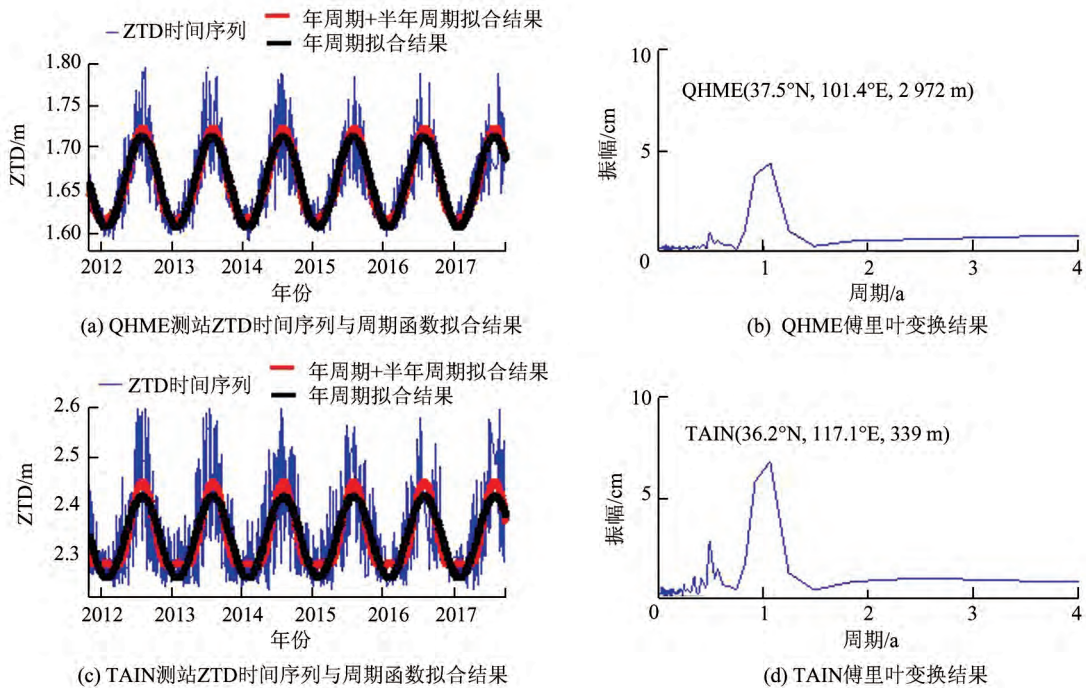 ZTD时间序列
年周期+半年周期拟合结果
年周期拟合结果
1.80
1.75
1.70
1.65
1.60
ZTD/m
2012 2013 2014 2015 2016 2017
年份
(a) QHME测站ZTD时间序列与周期函数拟合结果
10
5
0
振幅/cm
QHME(37.5°N, 101.4°E, 2 972 m)
1 2 3 4
周期/a
(b) QHME傅里叶变换结果
ZTD时间序列
年周期+半年周期拟合结果
年周期拟合结果
2.6
2.5
2.4
2.3
ZTD/m
2012 2013 2014 2015 2016 2017
年份
(c) TAIN测站ZTD时间序列与周期函数拟合结果
10
5
振幅/cm
TAIN(36.2°N, 117.1°E, 339 m)
0 1 2 3 4
周期/a
(d) TAIN傅里叶变换结果